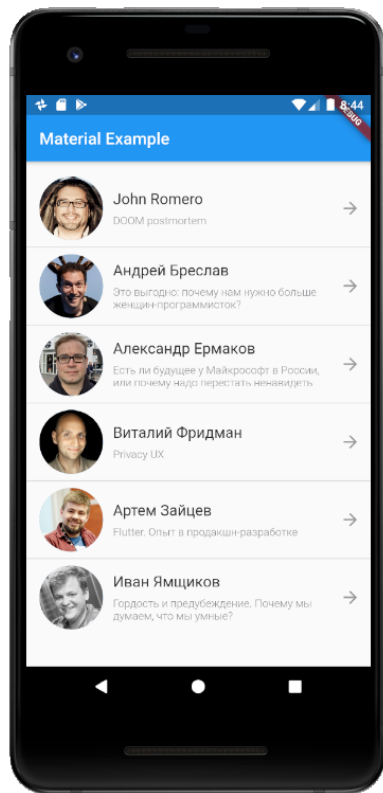 8:44
DEBUG
Material Example
John Romero
DOOM postmortem
Андрей Бреслав
Это выгодно: почему нам нужно больше
женщин-программисток?
Александр Ермаков
Есть ли будущее у Майкрософт в России,
или почему надо перестать ненавидеть
Виталий Фридман
Privacy UX
Артем Зайцев
Flutter. Опыт в продакшн-разработке
Иван Ямщиков
Гордость и предубеждение. Почему мы
думаем, что мы умные?